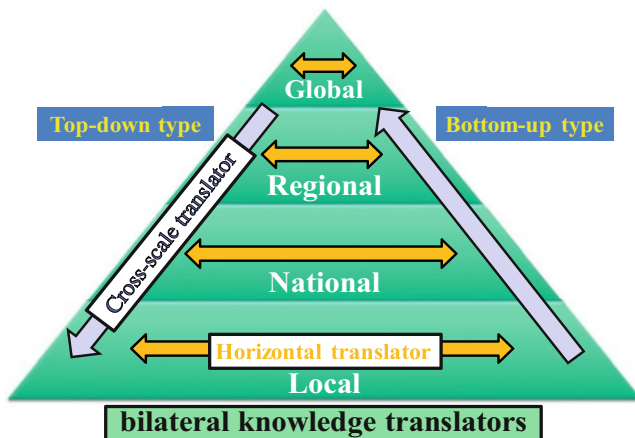 Global
Top-down type
Bottom-up type
Cross-scale translator
Regional
National
Horizontal translator
Local
bilateral knowledge translators